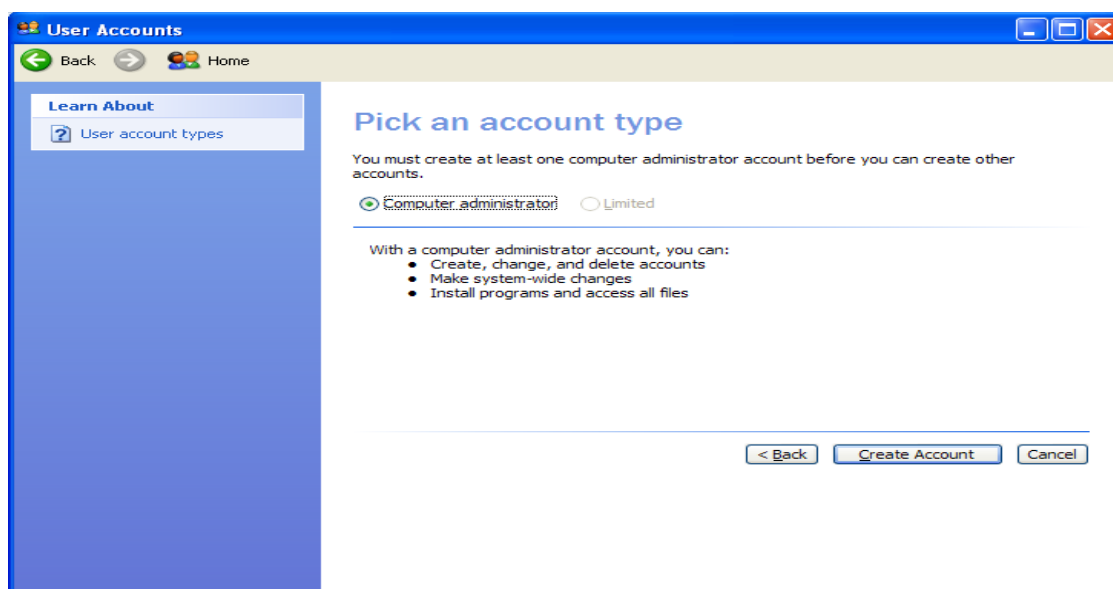 User Accounts
Back Home
Learn About
User account types
Pick an account type
You must create at least one computer administrator account before you can create other
accounts.
Computer administrator Limited
With a computer administrator account, you can:
• Create, change, and delete accounts
• Make system-wide changes
• Install programs and access all files
< Back Create Account Cancel